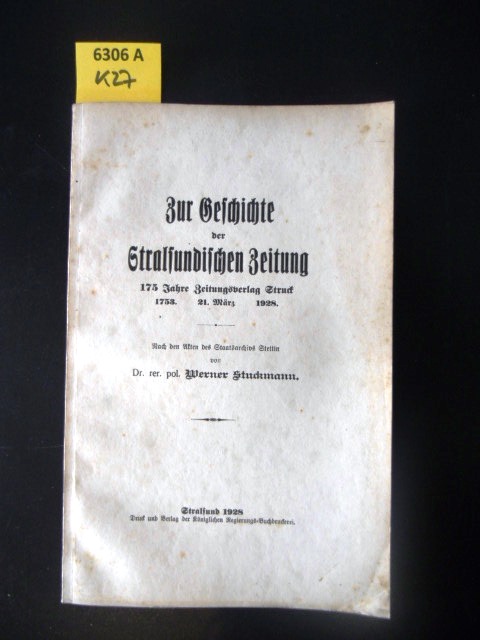 6306 A
K27
Zur Geschichte
der
Stralsundischen Zeitung
175 Jahre Zeitungsverlag Struck
1753. 21. März 1928.
Nach den Akten des Staatsarchivs Stettin
von
Dr. rer. pol. Werner Stuckmann.
Stralsund 1928
Druck und Verlag der Königlichen Regierungs-Buchdruckerei.